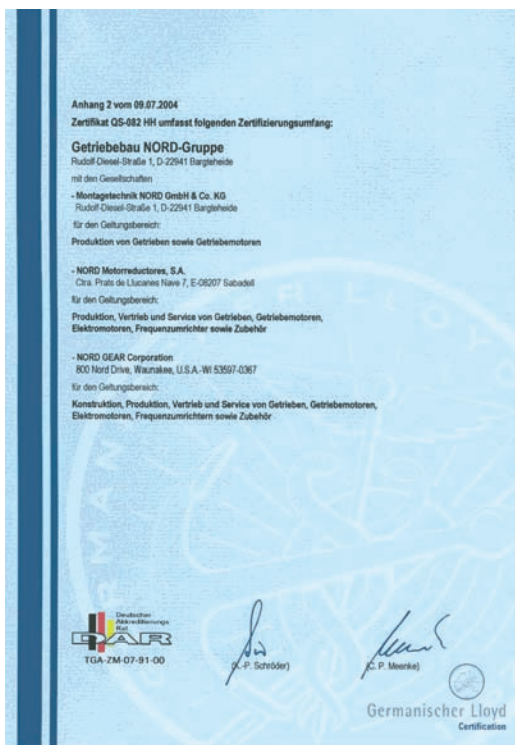 Anhang 2 vom 09.07.2004
Zertifikat QS-082 HH umfasst folgenden Zertifizierungsumfang:
Getriebebau NORD-Gruppe
Rudolf-Diesel-Straße 1, D-22941 Bargteheide
mit den Gesellschaften
- Montagetechnik NORD GmbH & Co. KG
Rudolf-Diesel-Straße 1, D-22941 Bargteheide
für den Geltungsbereich:
Produktion von Getrieben sowie Getriebemotoren
- NORD Motorreductores, S.A.
Ctra. Prats de Llucanes Nave 7, E-08207 Sabadell
für den Geltungsbereich:
Produktion, Vertrieb und Service von Getrieben, Getriebemotoren,
Elektromotoren, Frequenzumrichter sowie Zubehör
- NORD GEAR Corporation
800 Nord Drive, Waunakee, U.S.A.-WI 53597-0367
für den Geltungsbereich:
Konstruktion, Produktion, Vertrieb und Service von Getrieben, Getriebemotoren,
Elektromotoren, Frequenzumrichtern sowie Zubehör
Deutscher
Akkreditierungs
Rat
DAR
TGA-ZM-07-91-00
(K.-P. Schröder)
(C. P. Meenke)
Germanischer Lloyd
Certification